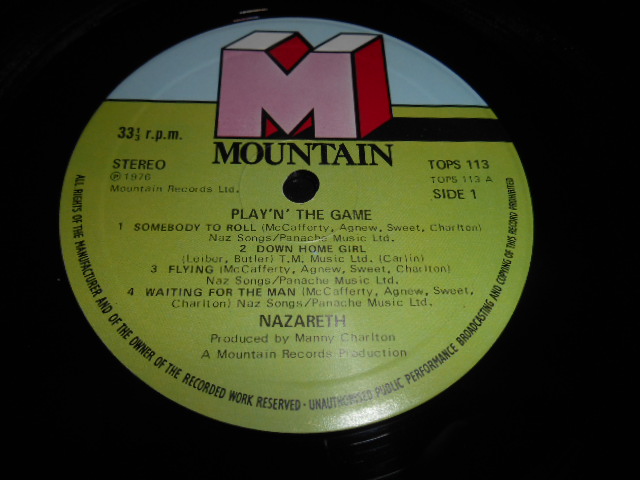 M
MOUNTAIN
33⅓ r.p.m.
STEREO
℗ 1976
Mountain Records Ltd.
TOPS 113
TOPS 113 A
SIDE 1
PLAY'N' THE GAME
1 SOMEBODY TO ROLL (McCafferty, Agnew, Sweet, Charlton)
Naz Songs/Panache Music Ltd.
2 DOWN HOME GIRL
(Leiber, Butler) T.M. Music Ltd. (Carlin)
3 FLYING (McCafferty, Agnew, Sweet, Charlton)
Naz Songs/Panache Music Ltd.
4 WAITING FOR THE MAN (McCafferty, Agnew, Sweet,
Charlton) Naz Songs/Panache Music Ltd.
NAZARETH
Produced by Manny Charlton
A Mountain Records Production
ALL RIGHTS OF THE MANUFACTURER AND OF THE OWNER OF THE RECORDED WORK RESERVED · UNAUTHORISED PUBLIC PERFORMANCE BROADCASTING AND COPYING OF THIS RECORD PROHIBITED